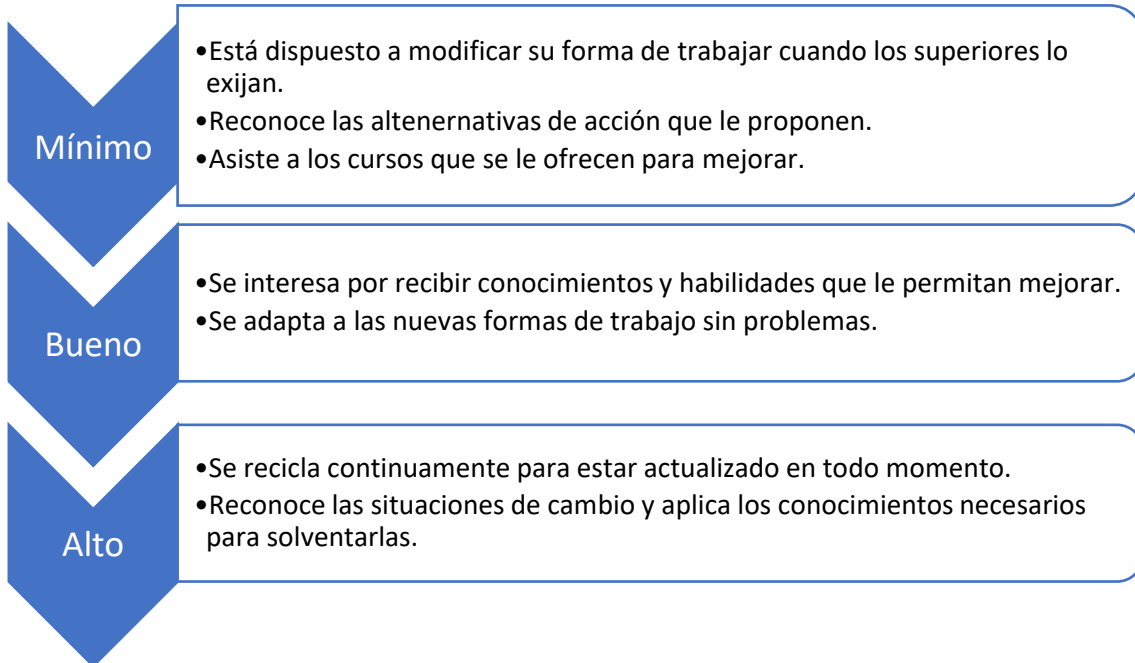 Mínimo
•Está dispuesto a modificar su forma de trabajar cuando los superiores lo
exijan.
•Reconoce las altenernativas de acción que le proponen.
•Asiste a los cursos que se le ofrecen para mejorar.
Bueno
•Se interesa por recibir conocimientos y habilidades que le permitan mejorar.
•Se adapta a las nuevas formas de trabajo sin problemas.
Alto
•Se recicla continuamente para estar actualizado en todo momento.
•Reconoce las situaciones de cambio y aplica los conocimientos necesarios
para solventarlas.